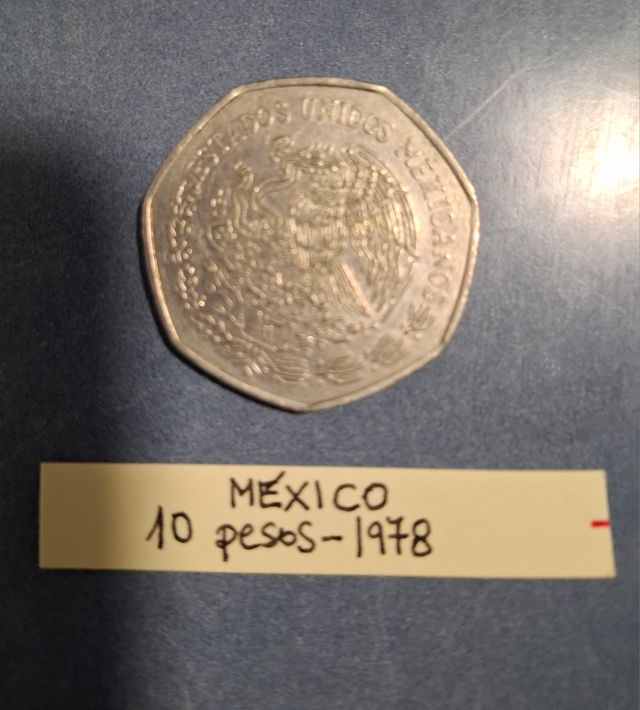 ESTADOS UNIDOS MEXICANOS
MÉXICO
10 pesos-1978